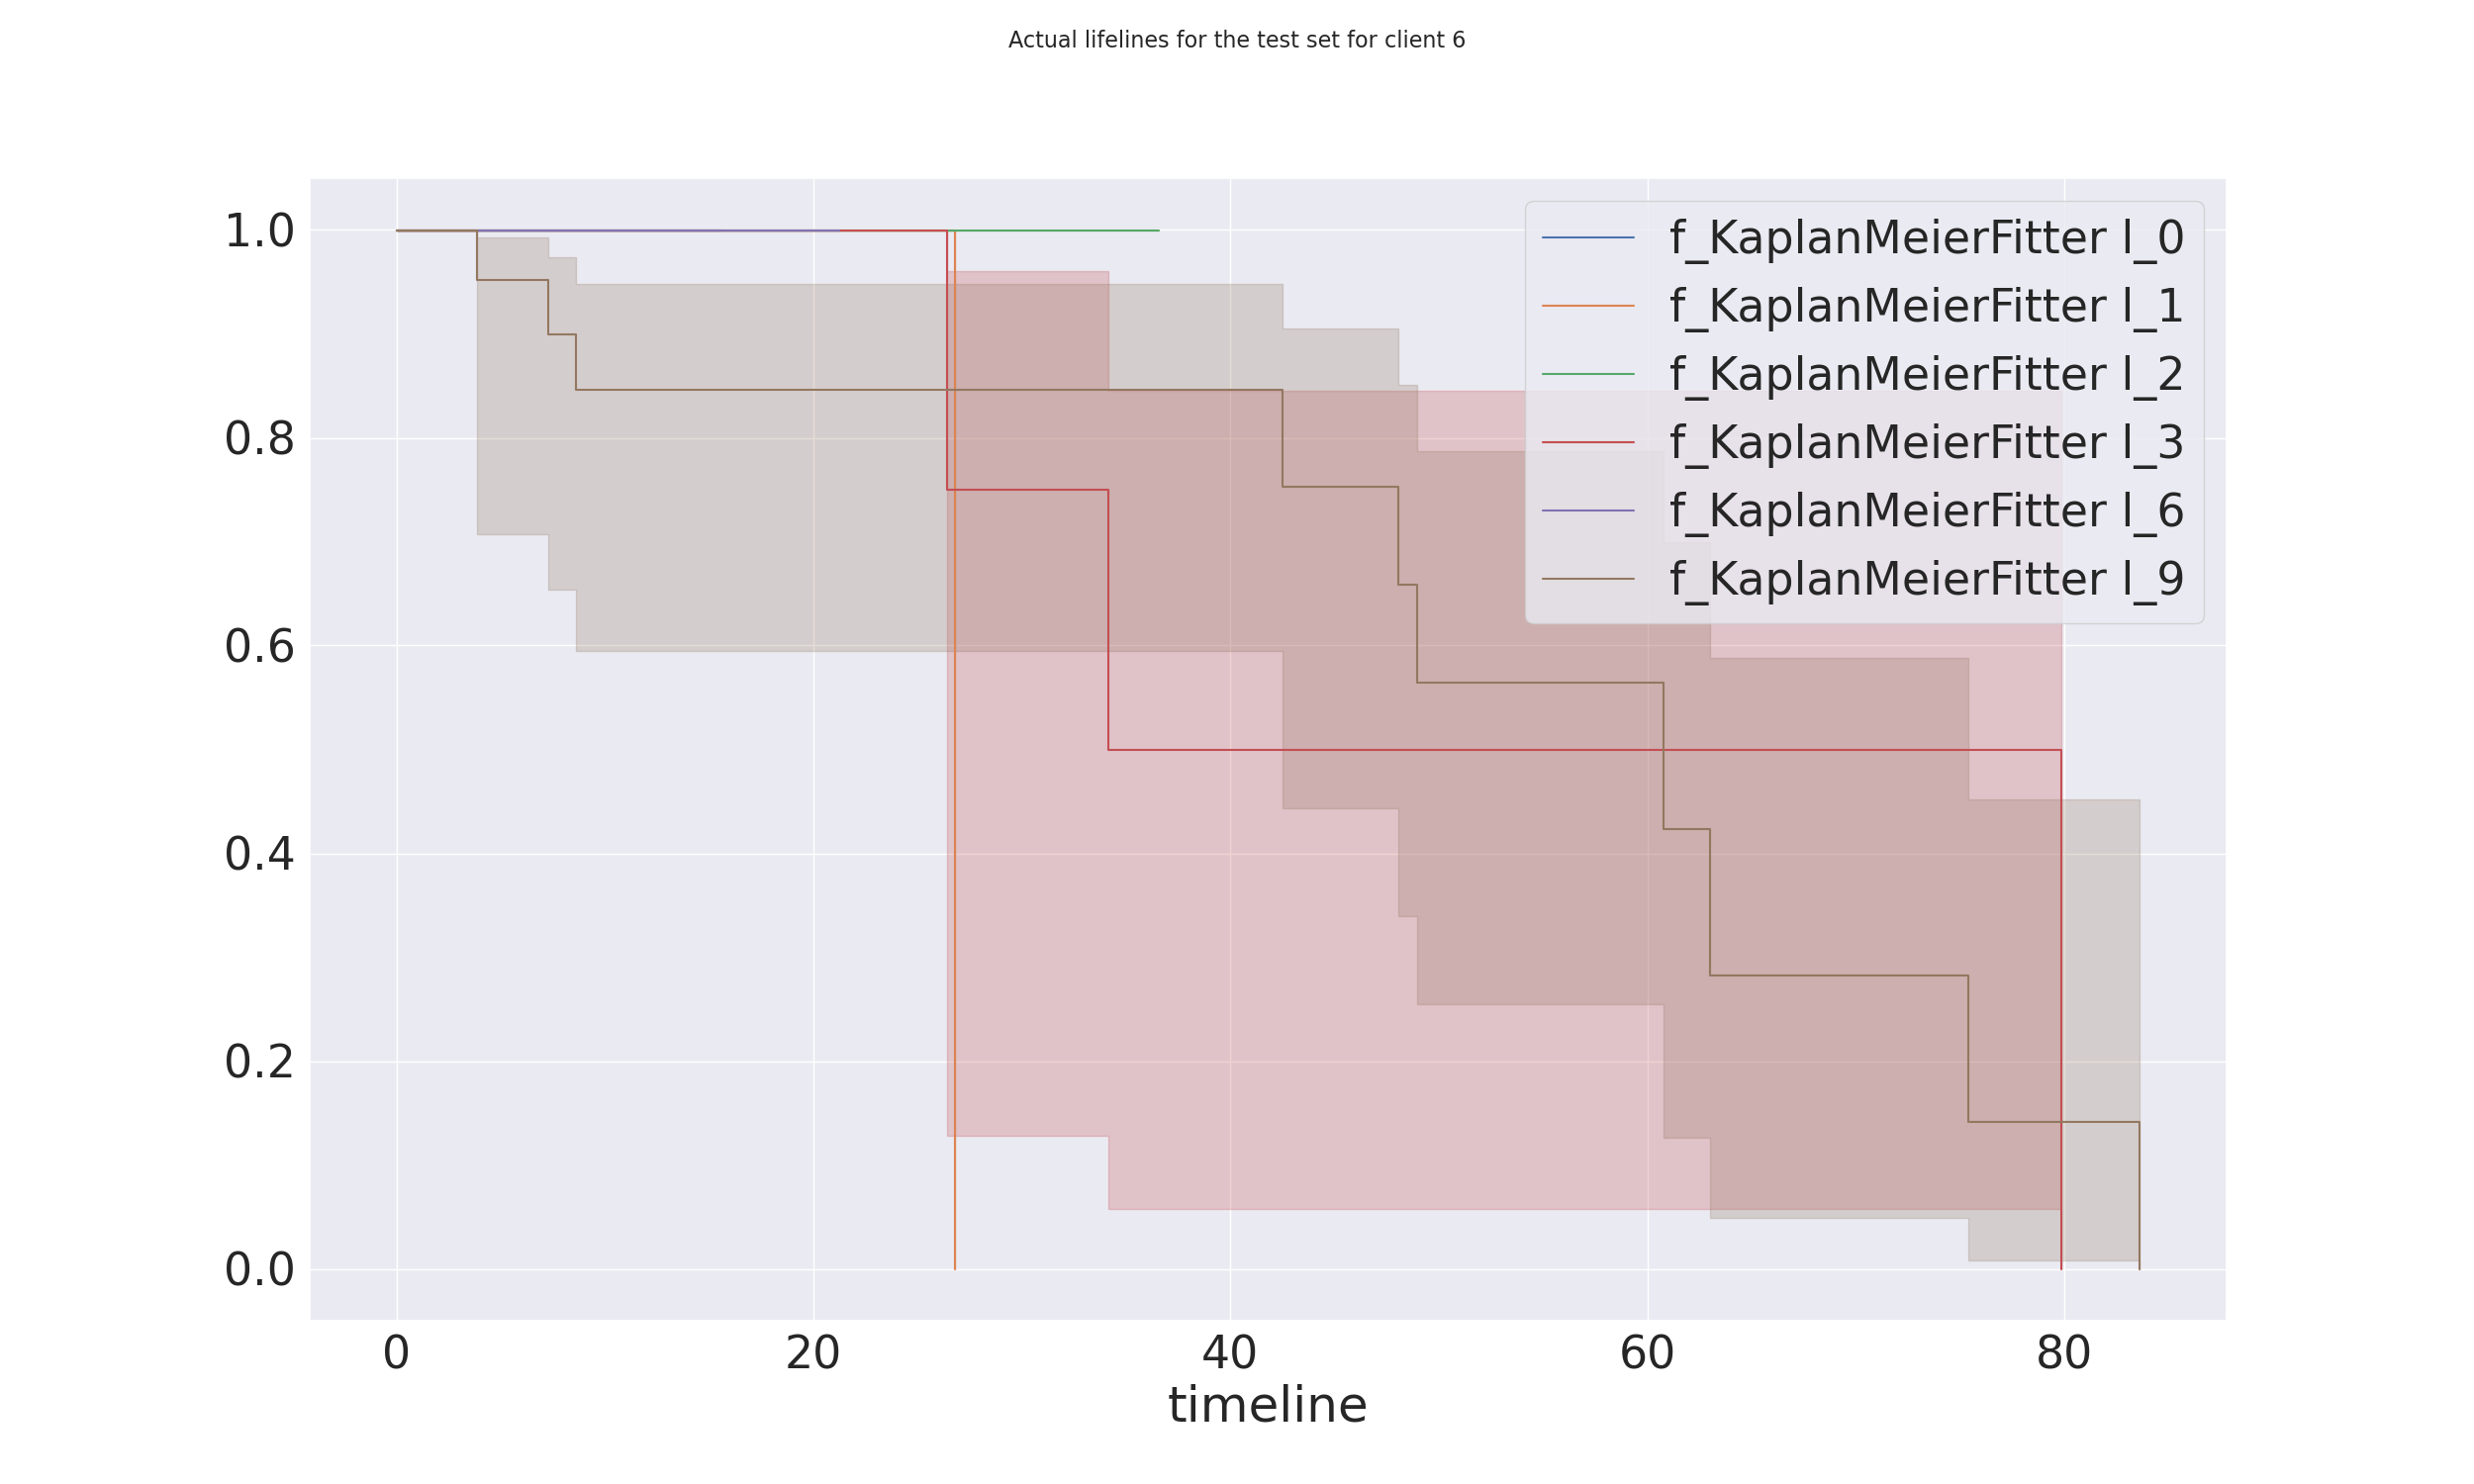 Actual lifelines for the test set for client 6
1.0
0.8
0.6
0.4
0.2
0.0
f_KaplanMeierFitter l_0
f_KaplanMeierFitter l_1
f_KaplanMeierFitter l_2
f_KaplanMeierFitter l_3
f_KaplanMeierFitter l_6
f_KaplanMeierFitter l_9
0 20 40 60 80
timeline